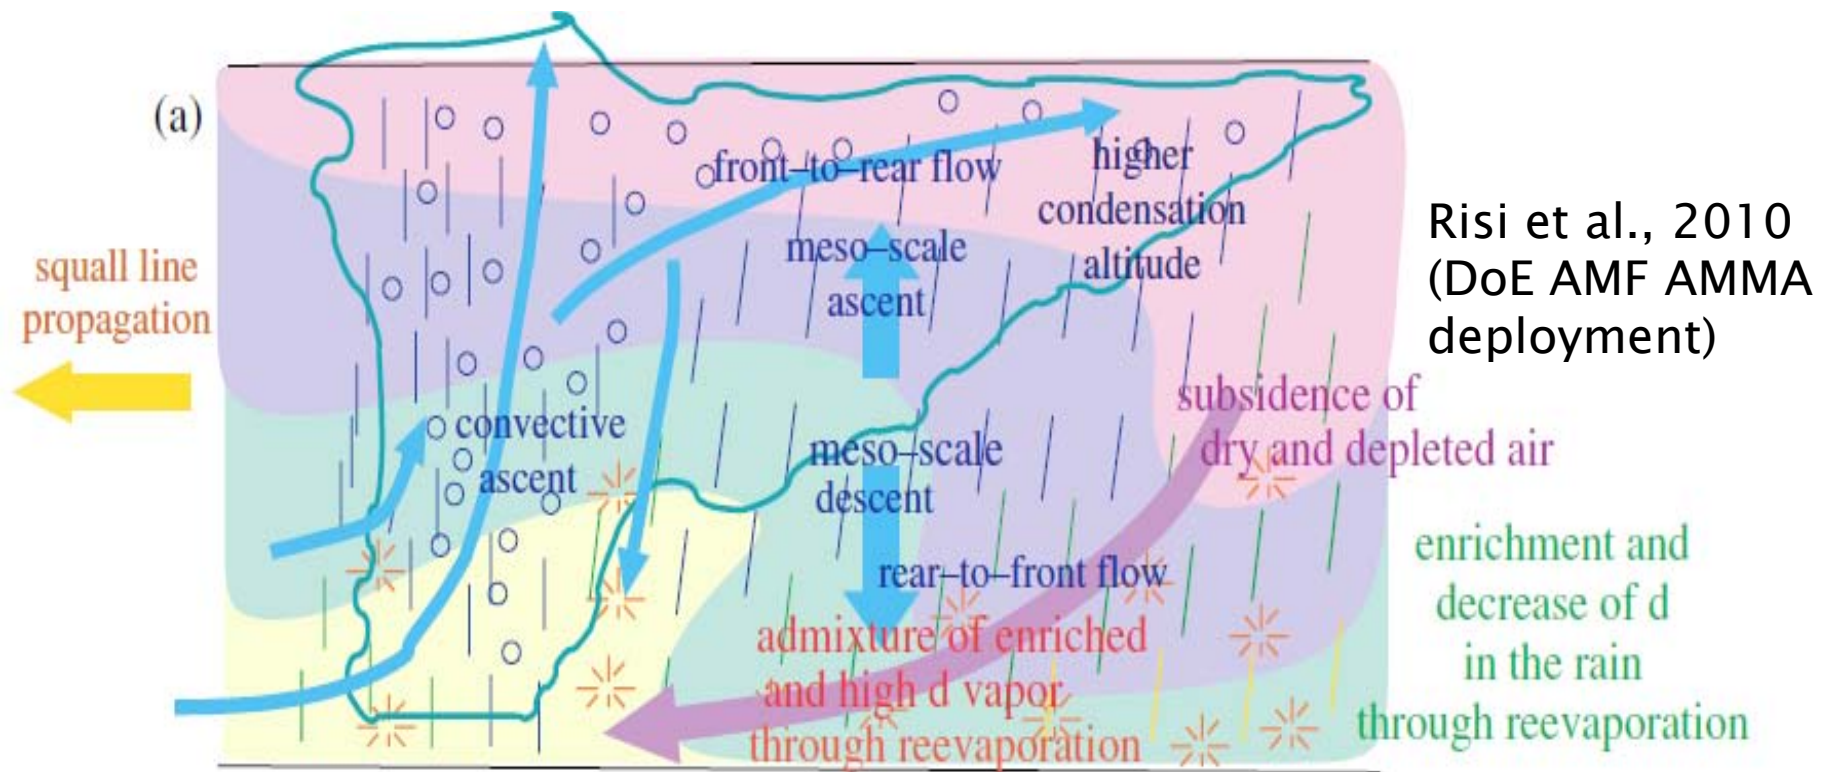 (a)
squall line
propagation
front–to–rear flow
higher
condensation
altitude
meso–scale
ascent
convective
ascent
meso–scale
descent
rear–to–front flow
subsidence of
dry and depleted air
admixture of enriched
and high d vapor
through reevaporation
Risi et al., 2010
(DoE AMF AMMA
deployment)
enrichment and
decrease of d
in the rain
through reevaporation